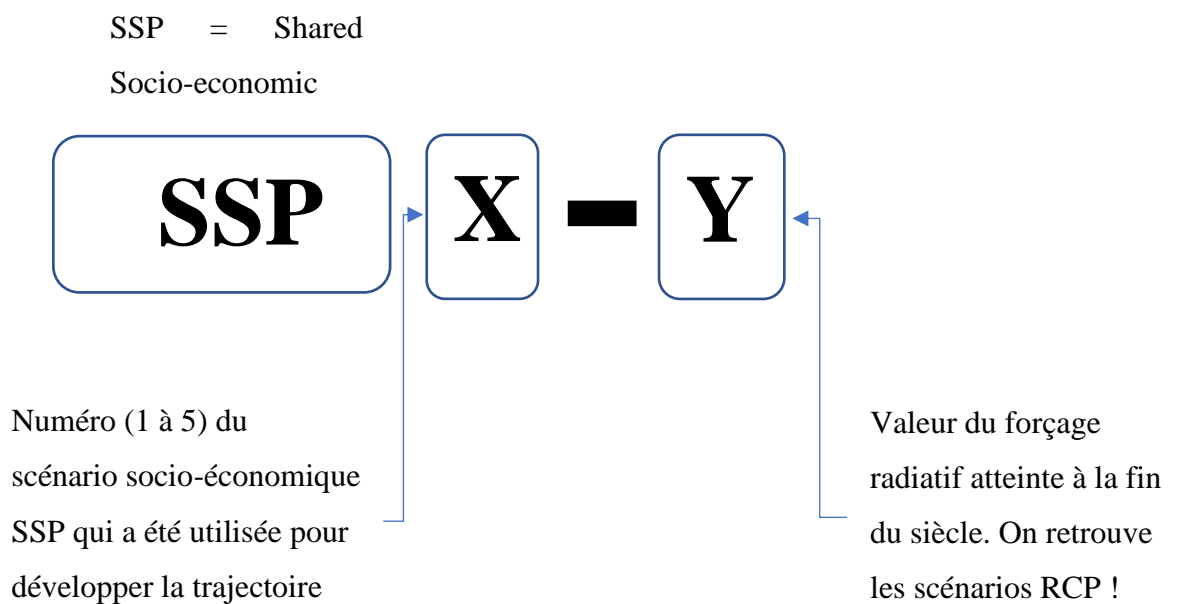 SSP = Shared
Socio-economic
SSP X - Y
Numéro (1 à 5) du
scénario socio-économique
SSP qui a été utilisée pour
développer la trajectoire
Valeur du forçage
radiatif atteinte à la fin
du siècle. On retrouve
les scénarios RCP !